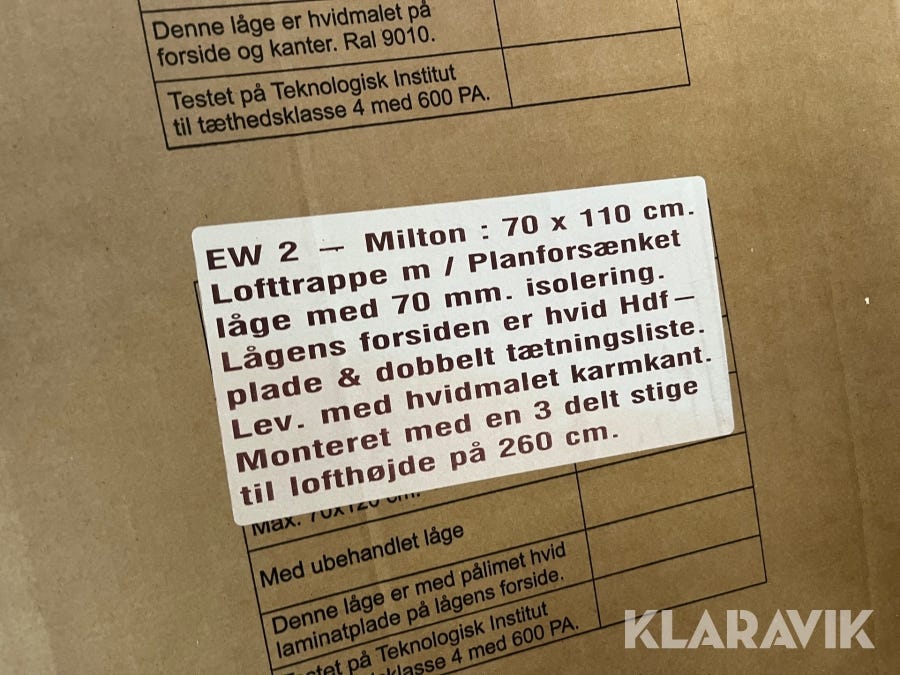 Denne låge er hvidmalet på
forside og kanter. Ral 9010.
Testet på Teknologisk Institut
til tæthedsklasse 4 med 600 PA.
EW 2 – Milton : 70 x 110 cm.
Lofttrappe m / Planforsænket
låge med 70 mm. isolering.
Lågens forsiden er hvid Hdf–
plade & dobbelt tætningsliste.
Lev. med hvidmalet karmkant.
Monteret med en 3 delt stige
til lofthøjde på 260 cm.
Max. 70x120 cm.
Med ubehandlet låge
Denne låge er med pålimet hvid
laminatplade på lågens forside.
på Teknologisk Institut
4 med 600 PA.
KLARAVIK